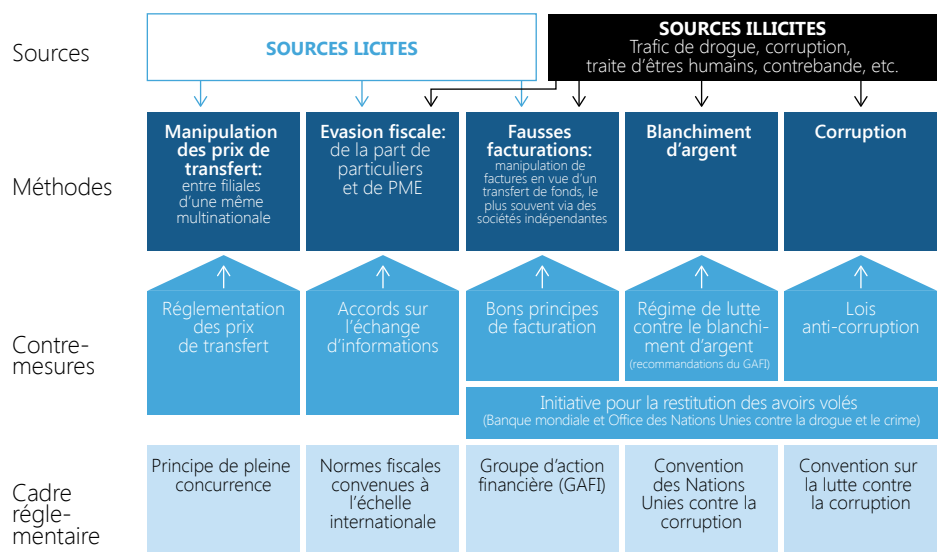 Sources
SOURCES LICITES
SOURCES ILLICITES
Trafic de drogue, corruption,
traite d'êtres humains, contrebande, etc.
Méthodes
Manipulation
des prix de
transfert:
entre filiales
d'une même
multinationale
Evasion fiscale:
de la part de
particuliers
et de PME
Fausses
facturations:
manipulation de
factures en vue d'un
transfert de fonds, le
plus souvent via des
sociétés indépendantes
Blanchiment
d'argent
Corruption
Contre-
mesures
Réglementation
des prix
de transfert
Accords sur
l'échange
d'informations
Bons principes
de facturation
Régime de lutte
contre le blanchi-
ment d'argent
(recommandations du GAFI)
Lois
anti-corruption
Initiative pour la restitution des avoirs volés
(Banque mondiale et Office des Nations Unies contre la drogue et le crime)
Cadre
régle-
mentaire
Principe de pleine
concurrence
Normes fiscales
convenues à
l'échelle
internationale
Groupe d'action
financière (GAFI)
Convention
des Nations
Unies contre la
corruption
Convention sur
la lutte contre
la corruption